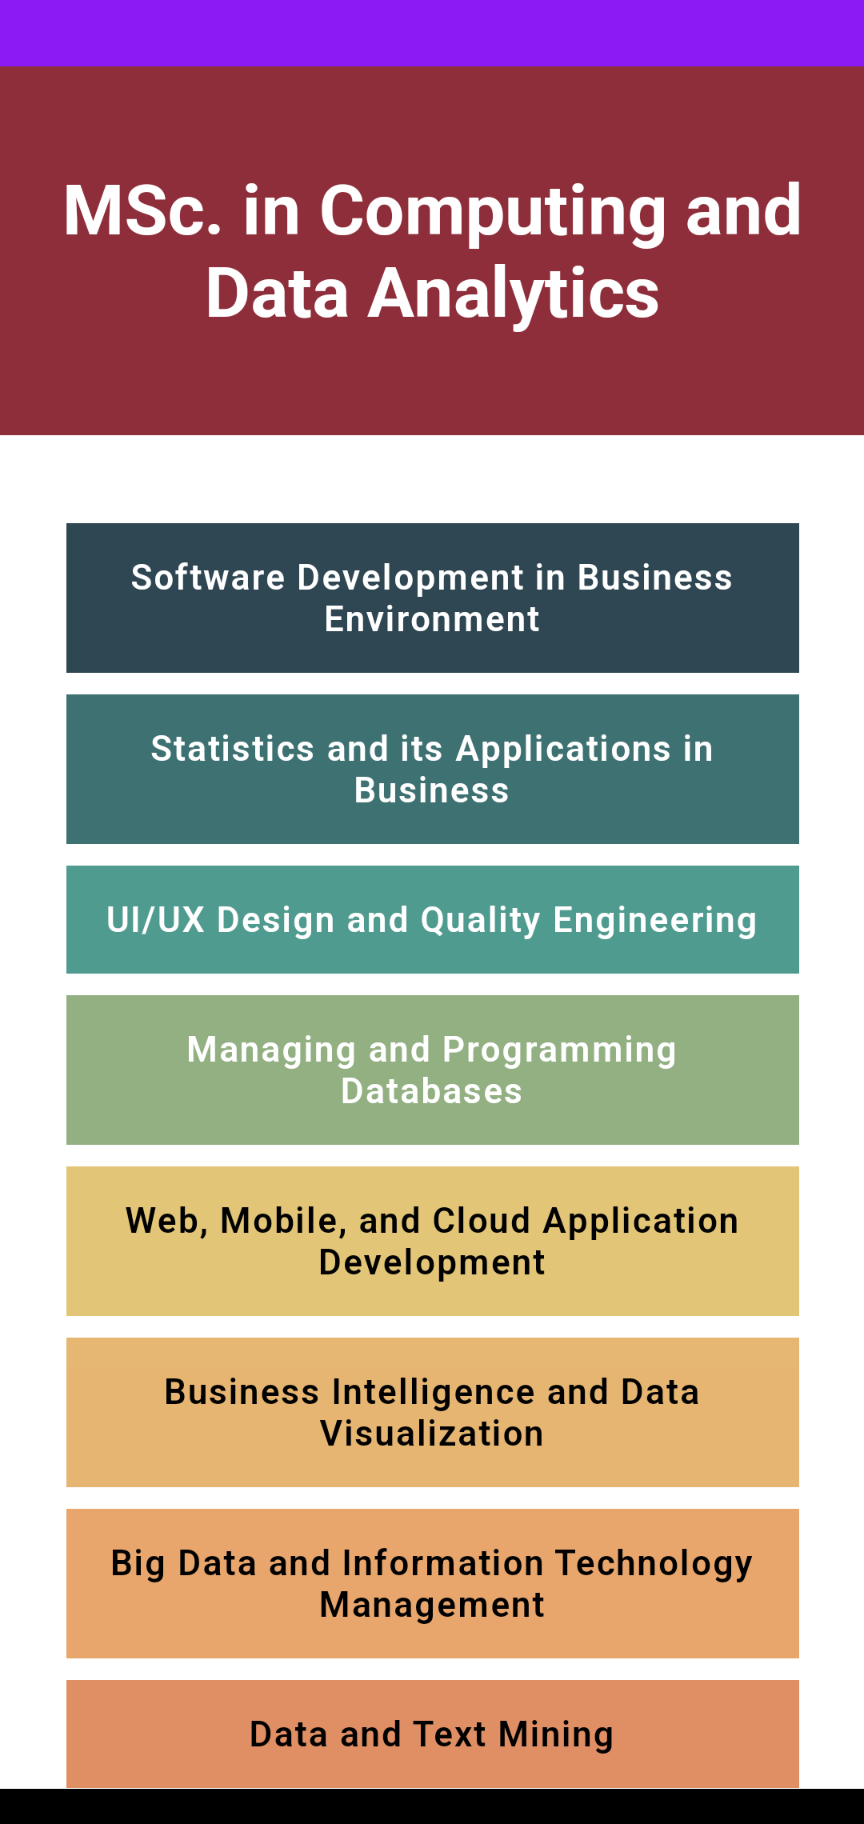 MSc. in Computing and
Data Analytics
Software Development in Business
Environment
Statistics and its Applications in
Business
UI/UX Design and Quality Engineering
Managing and Programming
Databases
Web, Mobile, and Cloud Application
Development
Business Intelligence and Data
Visualization
Big Data and Information Technology
Management
Data and Text Mining